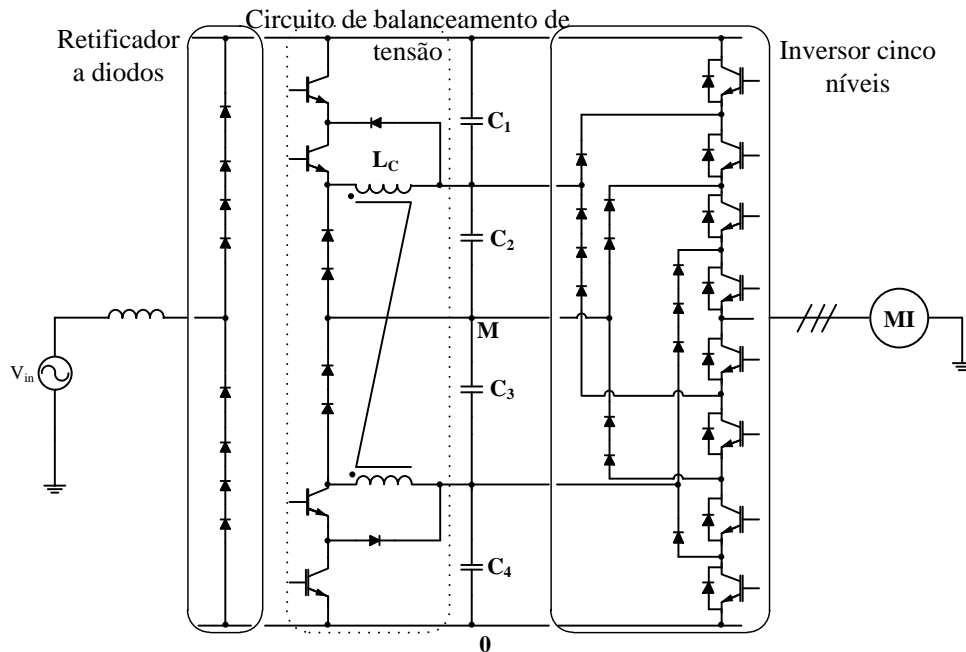 Circuito de balanceamento de
tensão
Retificador
a diodos
Inversor cinco
níveis
C1
LC
C2
M
MI
Vin
C3
C4
0